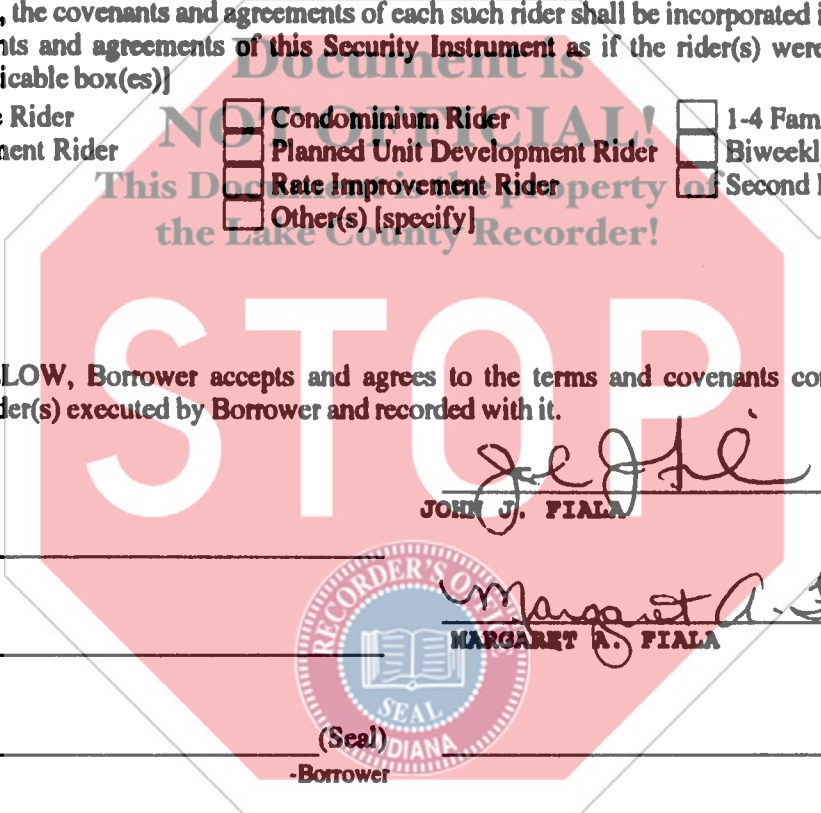 , the covenants and agreements of each such rider shall be incorporated i
nts and agreements of this Security Instrument as if the rider(s) were
icable box(es)]
Document is
NOT OFFICIAL!
This Document is the property of
the Lake County Recorder!
e Rider Condominium Rider 1-4 Fam
ment Rider Planned Unit Development Rider Biweekl
Rate Improvement Rider Second
Other(s) [specify]
STOP
LOW, Borrower accepts and agrees to the terms and covenants co
der(s) executed by Borrower and recorded with it.
JOHN J. FIALA
Margaret A.
MARGARET A. FIALA
RECORDER'S OFFICE
SEAL
INDIANA
(Seal)
-Borrower